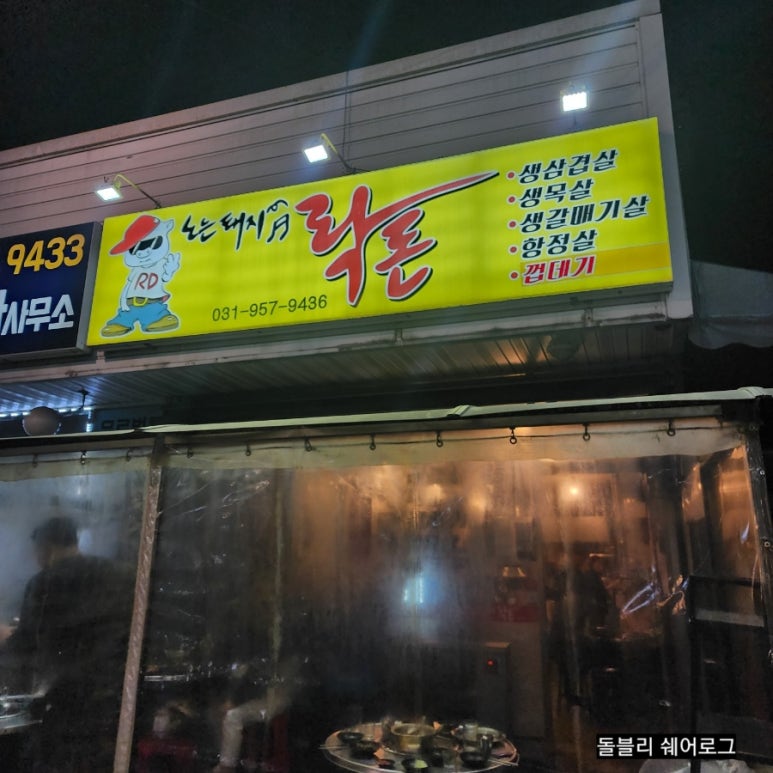 9433
사무소
노는돼지
락돈
RD
031-957-9436
•생삼겹살
•생목살
•생갈매기살
•항정살
•껍데기
돌블리 쉐어로그